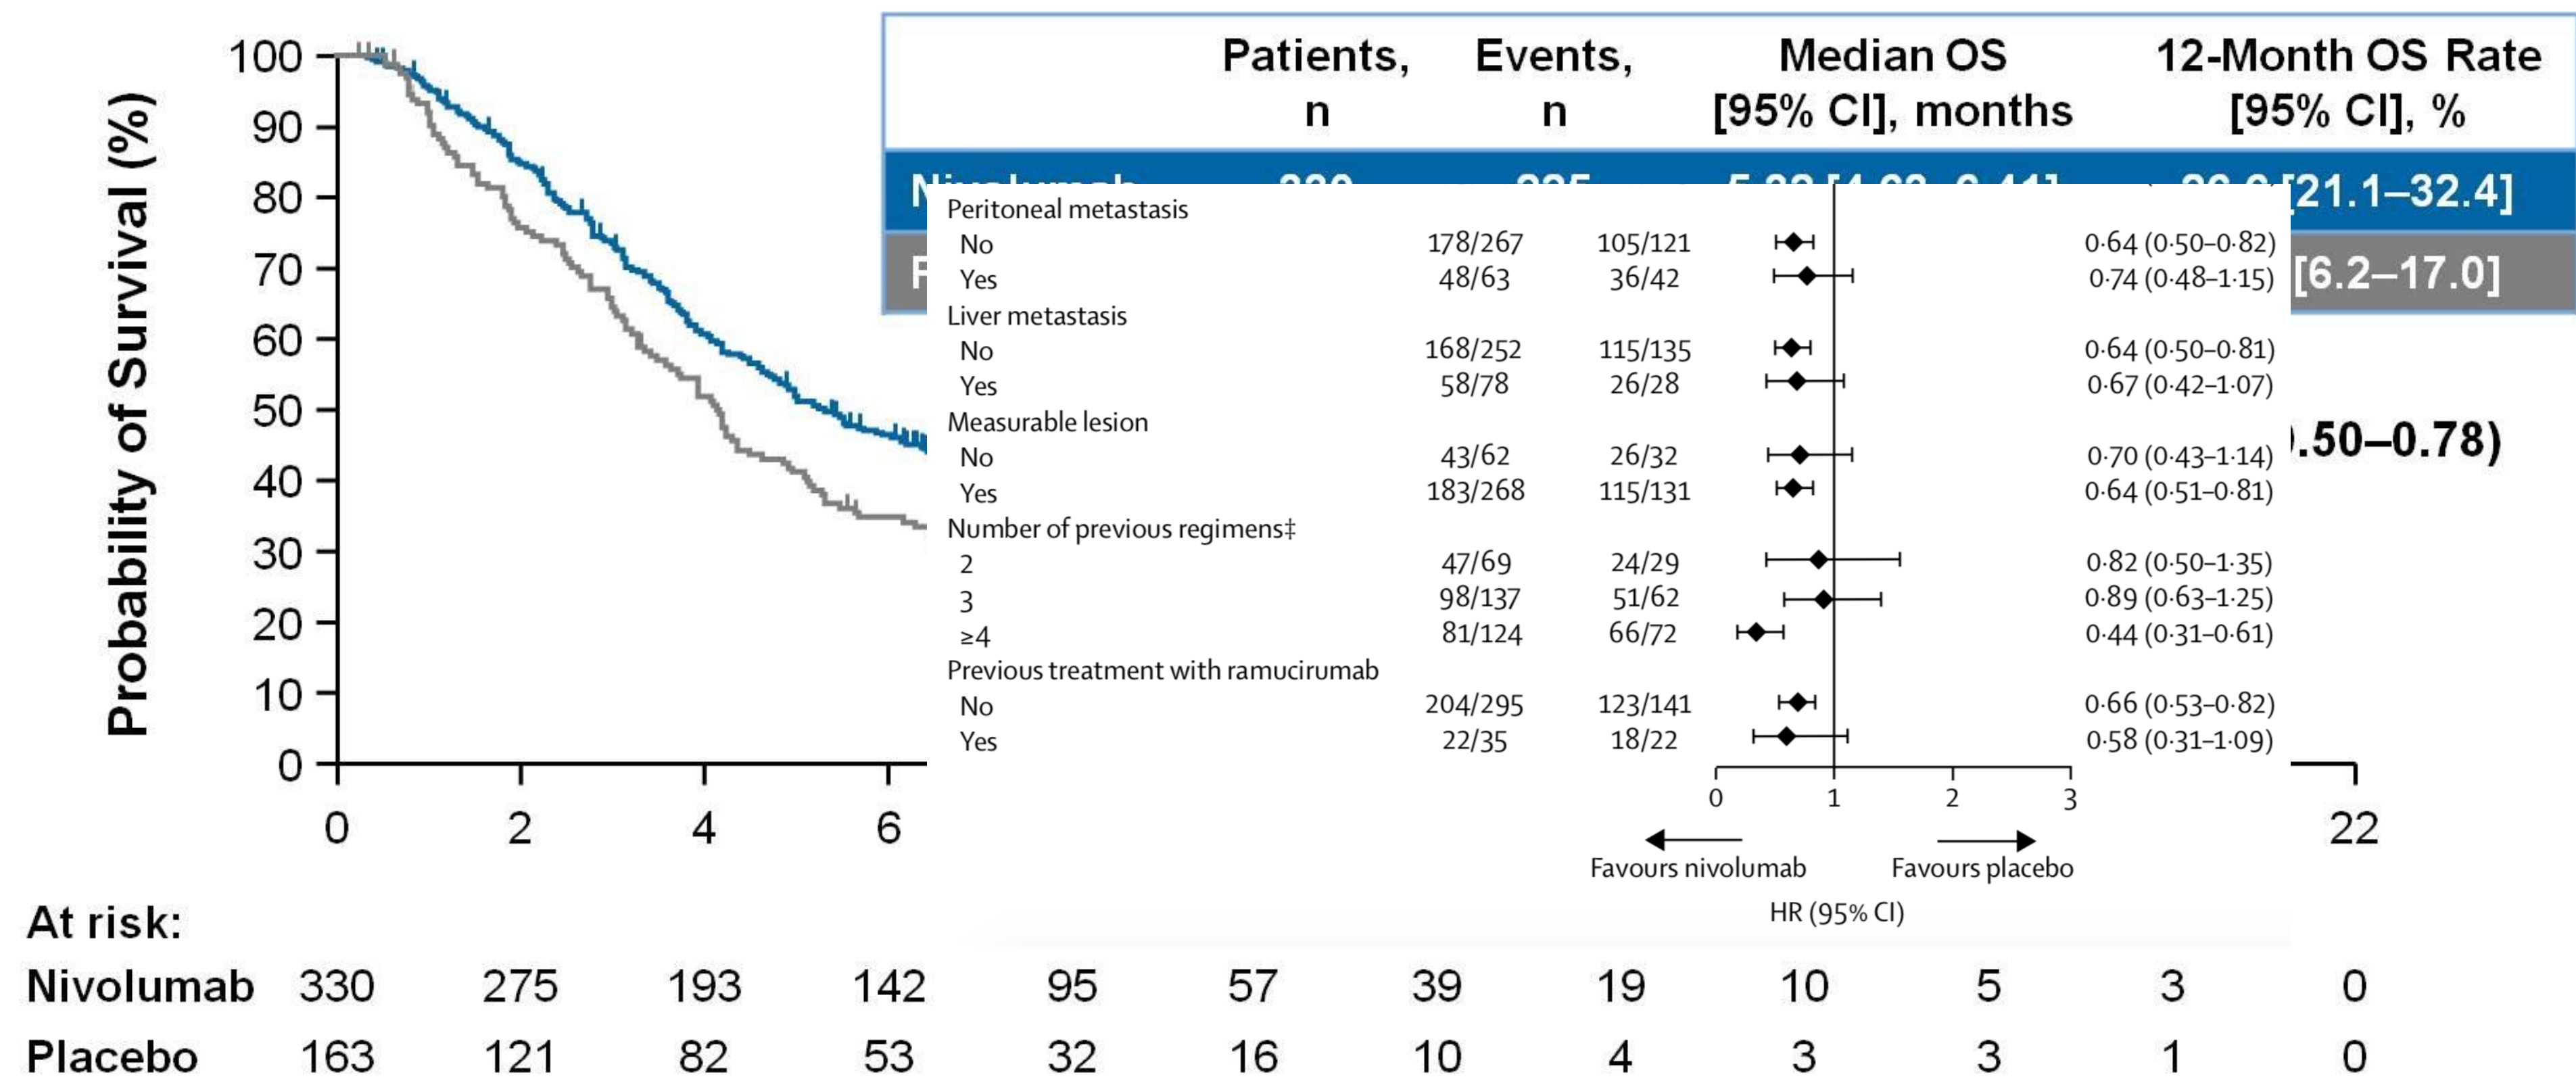 Patients, n
Events, n
Median OS [95% CI], months
12-Month OS Rate [95% CI], %
[21.1–32.4]
[6.2–17.0]
.50–0.78)
Probability of Survival (%)
100
90
80
70
60
50
40
30
20
10
0
0 2 4 6 22
Peritoneal metastasis
No 178/267 105/121 0·64 (0·50–0·82)
Yes 48/63 36/42 0·74 (0·48–1·15)
Liver metastasis
No 168/252 115/135 0·64 (0·50–0·81)
Yes 58/78 26/28 0·67 (0·42–1·07)
Measurable lesion
No 43/62 26/32 0·70 (0·43–1·14)
Yes 183/268 115/131 0·64 (0·51–0·81)
Number of previous regimens‡
2 47/69 24/29 0·82 (0·50–1·35)
3 98/137 51/62 0·89 (0·63–1·25)
≥4 81/124 66/72 0·44 (0·31–0·61)
Previous treatment with ramucirumab
No 204/295 123/141 0·66 (0·53–0·82)
Yes 22/35 18/22 0·58 (0·31–1·09)
0 1 2 3
Favours nivolumab Favours placebo
HR (95% CI)
At risk:
Nivolumab 330 275 193 142 95 57 39 19 10 5 3 0
Placebo 163 121 82 53 32 16 10 4 3 3 1 0